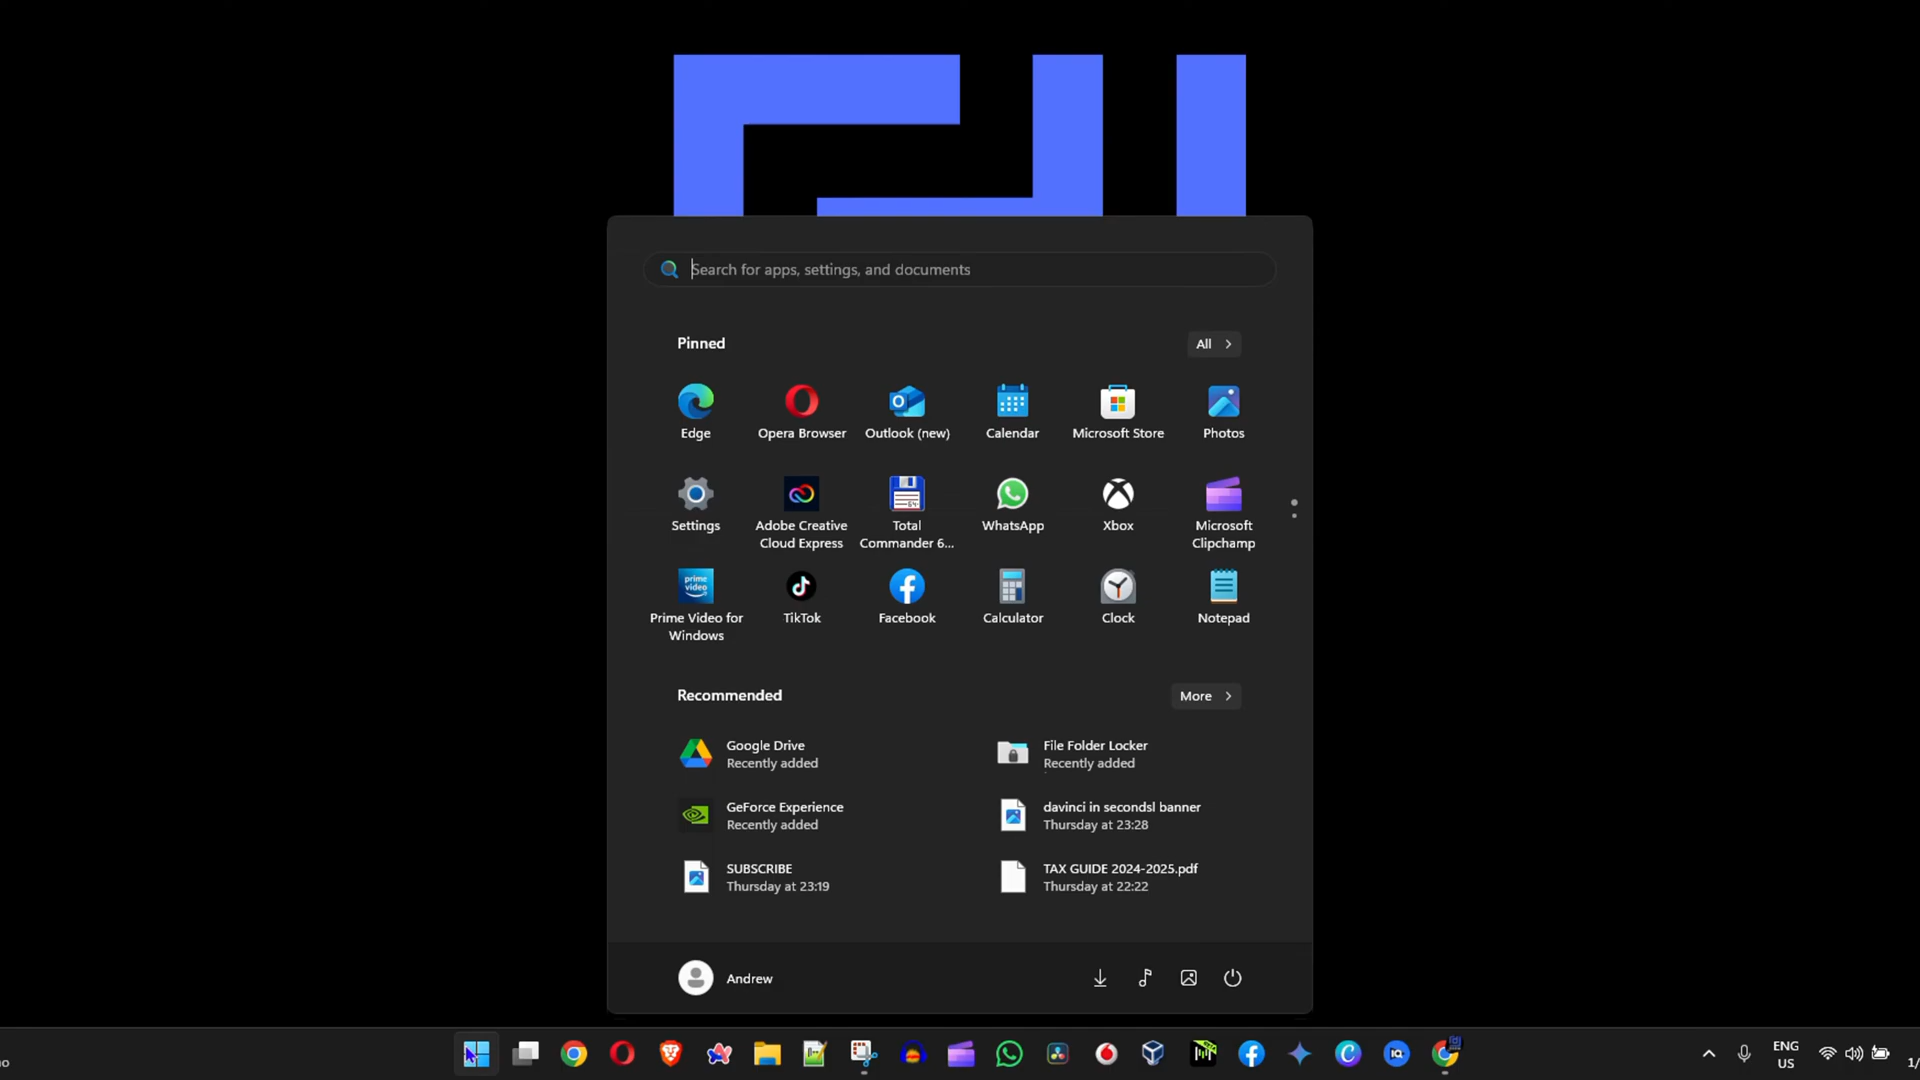 Search for apps, settings, and documents
Pinned
All
Edge
Opera Browser
Outlook (new)
Calendar
Microsoft Store
Photos
Settings
Adobe Creative
Cloud Express
Total
Commander 6...
WhatsApp
Xbox
Microsoft
Clipchamp
prime
video
Prime Video for
Windows
TikTok
Facebook
Calculator
Clock
Notepad
Recommended
More
Google Drive
Recently added
File Folder Locker
Recently added
GeForce Experience
Recently added
davinci in secondsl banner
Thursday at 23:28
SUBSCRIBE
Thursday at 23:19
TAX GUIDE 2024-2025.pdf
Thursday at 22:22
Andrew
ENG
US
1/